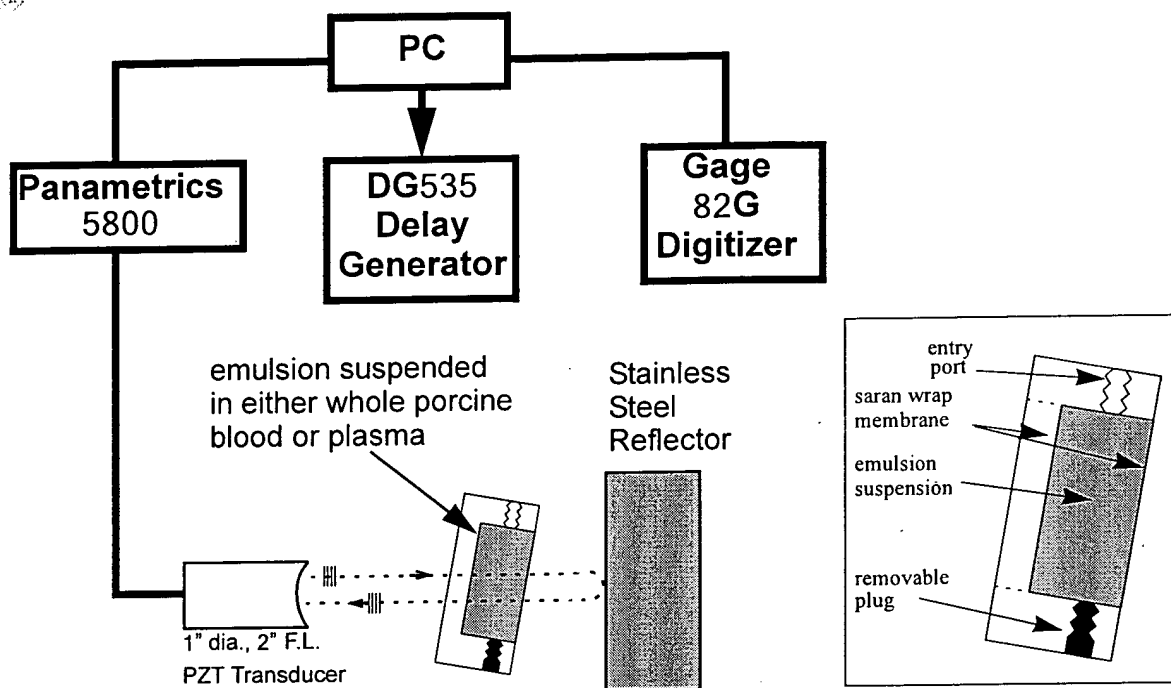 PC
Panametrics
5800
DG535
Delay
Generator
Gage
82G
Digitizer
emulsion suspended
in either whole porcine
blood or plasma
Stainless
Steel
Reflector
1" dia., 2" F.L.
PZT Transducer
entry
port
saran wrap
membrane
emulsion
suspension
removable
plug